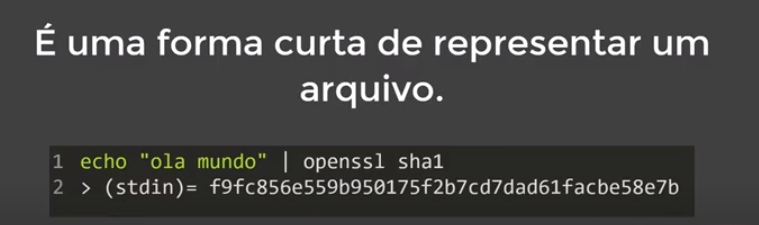 É uma forma curta de representar um
arquivo.
1 echo "ola mundo" | openssl sha1
2 > (stdin)= f9fc856e559b950175f2b7cd7dad61facbe58e7b